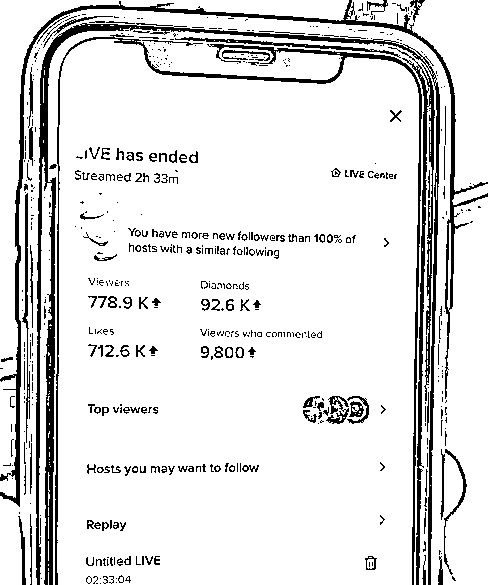 LIVE has ended
Streamed 2h 33m
LIVE Center
You have more new followers than 100% of
hosts with a similar following
Viewers
Diamonds
778.9 K
92.6 K
Likes
Viewers who commented
712.6 K
9,800
Top viewers
Hosts you may want to follow
Replay
Untitled LIVE
02:33:04